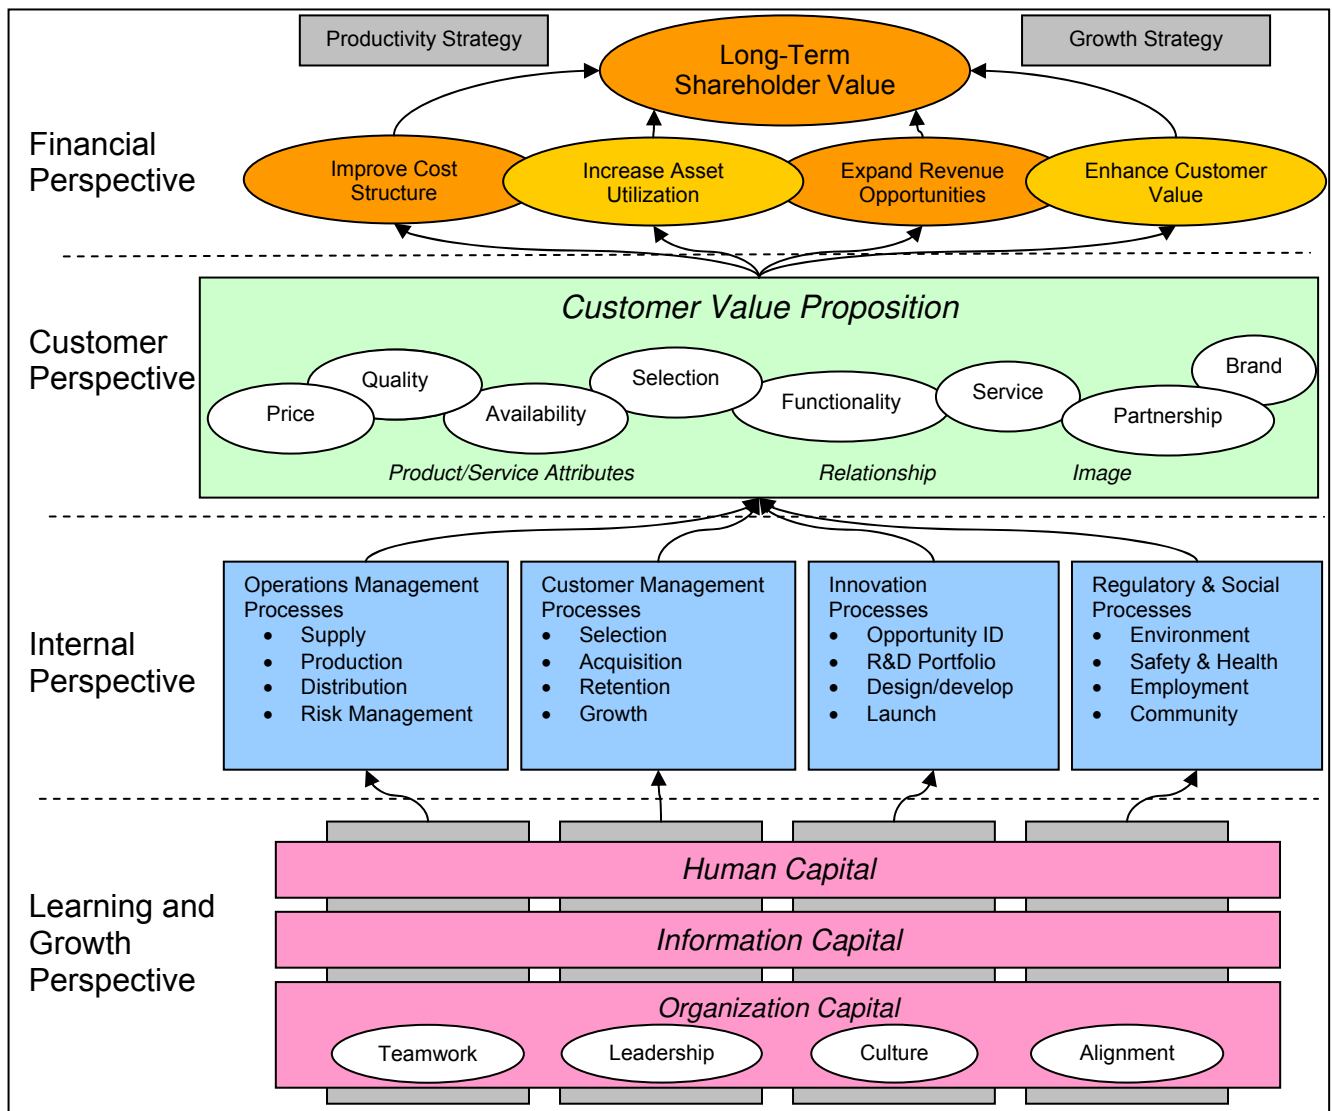 Productivity Strategy
Growth Strategy
Long-Term
Shareholder Value
Financial
Perspective
Improve Cost
Structure
Increase Asset
Utilization
Expand Revenue
Opportunities
Enhance Customer
Value
Customer
Perspective
Customer Value Proposition
Price
Quality
Availability
Selection
Functionality
Service
Partnership
Brand
Product/Service Attributes
Relationship
Image
Internal
Perspective
Operations Management
Processes
• Supply
• Production
• Distribution
• Risk Management
Customer Management
Processes
• Selection
• Acquisition
• Retention
• Growth
Innovation
Processes
• Opportunity ID
• R&D Portfolio
• Design/develop
• Launch
Regulatory & Social
Processes
• Environment
• Safety & Health
• Employment
• Community
Learning and
Growth
Perspective
Human Capital
Information Capital
Organization Capital
Teamwork
Leadership
Culture
Alignment